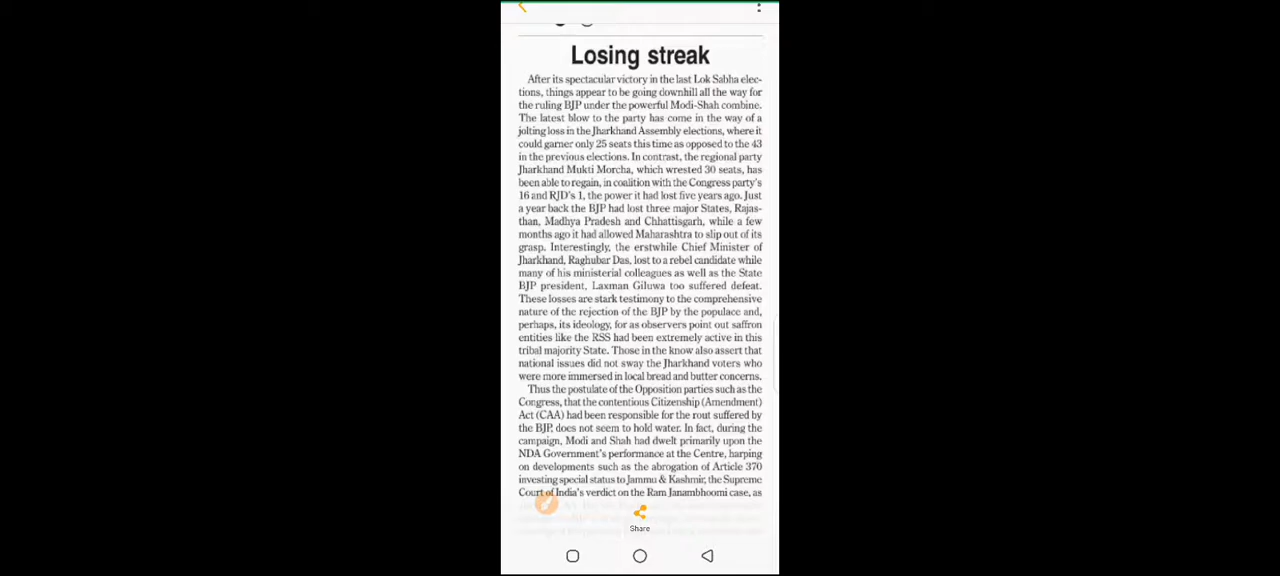 Losing streak
After its spectacular victory in the last Lok Sabha elec-
tions, things appear to be going downhill all the way for
the ruling BJP under the powerful Modi-Shah combine.
The latest blow to the party has come in the way of a
jolting loss in the Jharkhand Assembly elections, where it
could garner only 25 seats this time as opposed to the 43
in the previous elections. In contrast, the regional party
Jharkhand Mukti Morcha, which wrested 30 seats, has
been able to regain, in coalition with the Congress party's
16 and RJD's 1, the power it had lost five years ago. Just
a year back the BJP had lost three major States, Rajas-
than, Madhya Pradesh and Chhattisgarh, while a few
months ago it had allowed Maharashtra to slip out of its
grasp. Interestingly, the erstwhile Chief Minister of
Jharkhand, Raghubar Das, lost to a rebel candidate while
many of his ministerial colleagues as well as the State
BJP president, Laxman Giluwa too suffered defeat.
These losses are stark testimony to the comprehensive
nature of the rejection of the BJP by the populace and,
perhaps, its ideology, for as observers point out saffron
entities like the RSS had been extremely active in this
tribal majority State. Those in the know also assert that
national issues did not sway the Jharkhand voters who
were more immersed in local bread and butter concerns.
Thus the postulate of the Opposition parties such as the
Congress, that the contentious Citizenship (Amendment)
Act (CAA) had been responsible for the rout suffered by
the BJP, does not seem to hold water. In fact, during the
campaign, Modi and Shah had dwelt primarily upon the
NDA Government's performance at the Centre, harping
on developments such as the abrogation of Article 370
investing special status to Jammu & Kashmir, the Supreme
Court of India's verdict on the Ram Janambhoomi case, as
Share